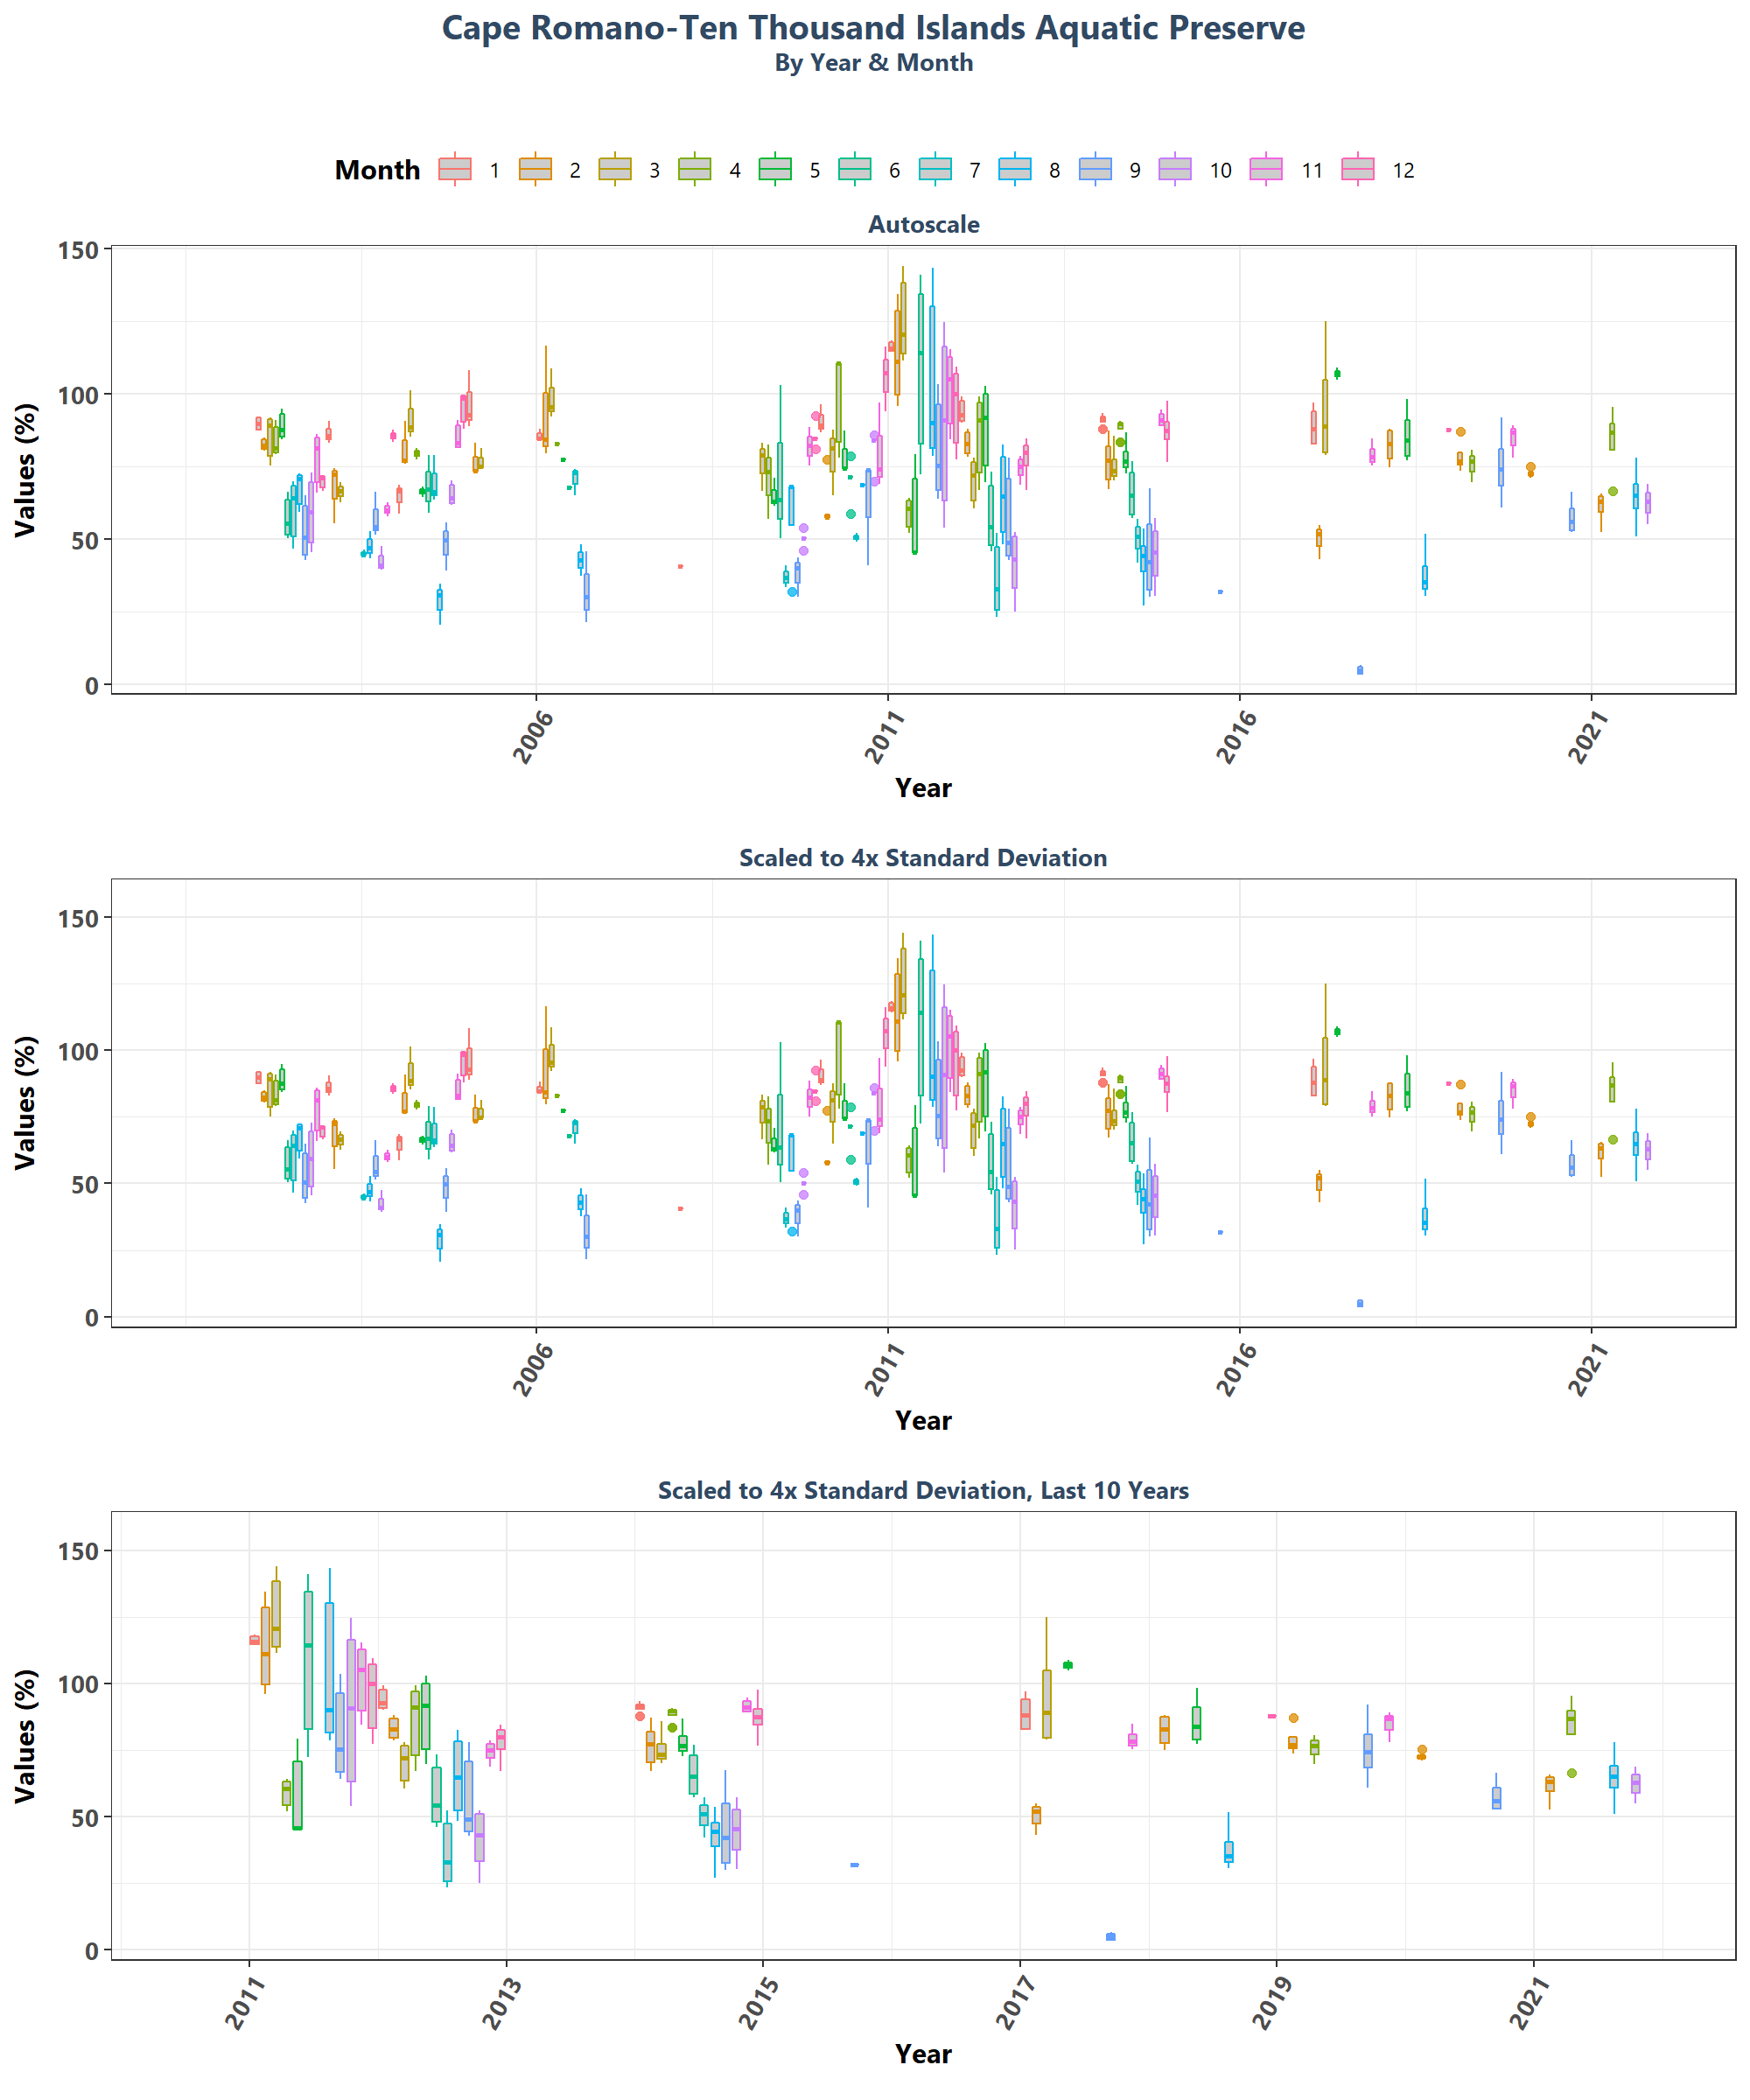 Cape Romano-Ten Thousand Islands Aquatic Preserve
By Year & Month
Month 1 2 3 4 5 6 7 8 9 10 11 12
Autoscale
150
100
50
0
Values (%)
2006 2011 2016 2021
Year
Scaled to 4x Standard Deviation
150
100
50
0
Values (%)
2006 2011 2016 2021
Year
Scaled to 4x Standard Deviation, Last 10 Years
150
100
50
0
Values (%)
2011 2013 2015 2017 2019 2021
Year